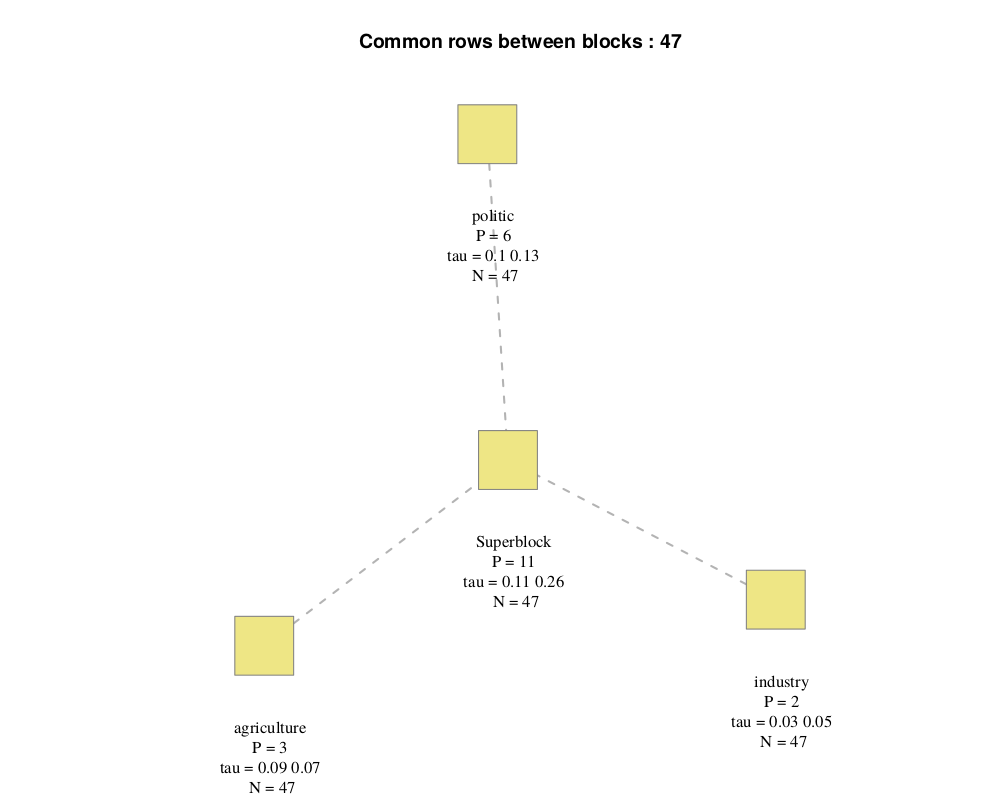 Common rows between blocks : 47
politic
P = 6
tau = 0.1 0.13
N = 47
Superblock
P = 11
tau = 0.11 0.26
N = 47
industry
P = 2
tau = 0.03 0.05
N = 47
agriculture
P = 3
tau = 0.09 0.07
N = 47